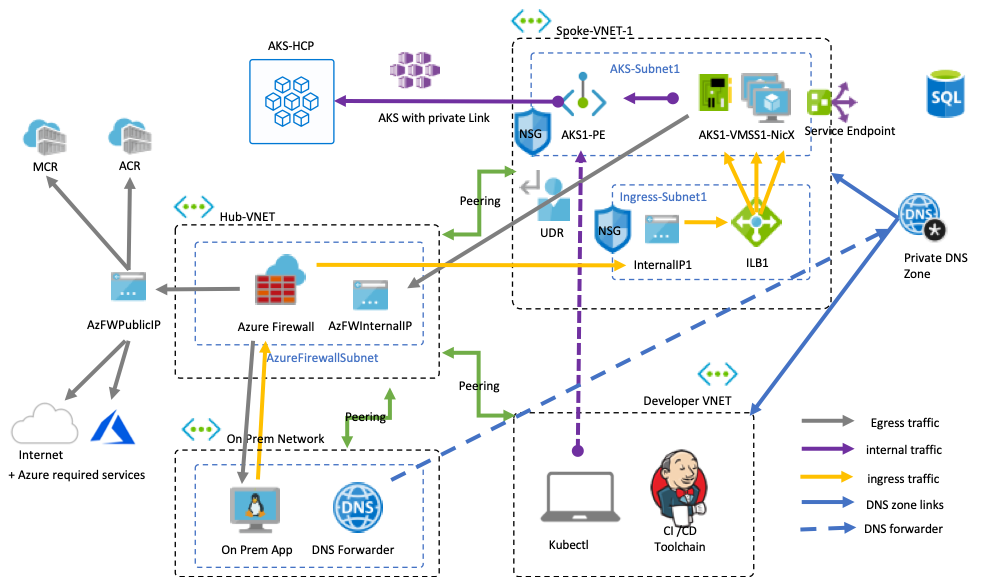 Spoke-VNET-1
AKS-HCP
AKS-Subnet1
SQL
AKS with private Link
NSG
AKS1-PE
AKS1-VMSS1-NicX
Service Endpoint
MCR
ACR
Peering
Ingress-Subnet1
Hub-VNET
UDR
NSG
DNS
Private DNS
Zone
InternalIP1
ILB1
AzFWPublicIP
Azure Firewall
AzFWInternalIP
AzureFirewallSubnet
Peering
Developer VNET
Peering
On Prem Network
Internet
+ Azure required services
DNS
On Prem App
DNS Forwarder
Kubectl
CI /CD
Toolchain
Egress traffic
internal traffic
ingress traffic
DNS zone links
DNS forwarder